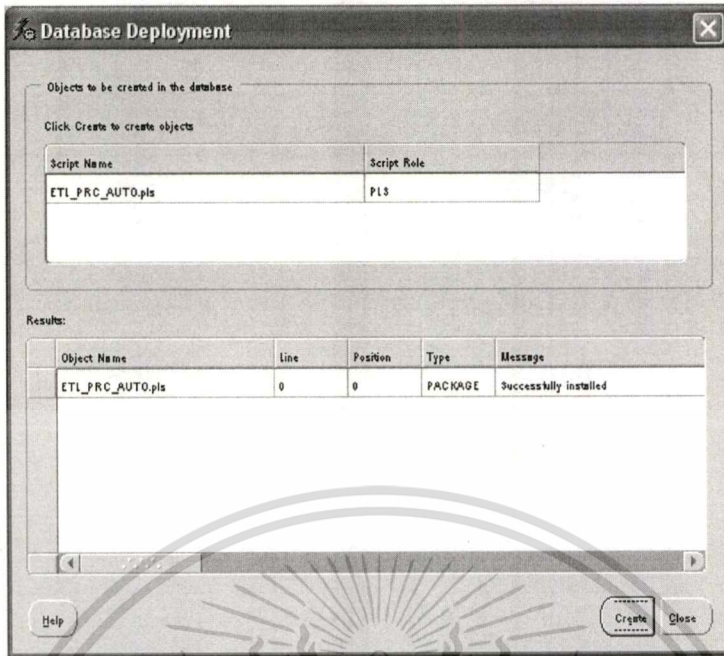 Database Deployment
Objects to be created in the database
Click Create to create objects
Script Name Script Role
ETL_PRC_AUTO.pls PLS
Results:
Object Name Line Position Type Message
ETL_PRC_AUTO.pls 0 0 PACKAGE Successfully installed
Help Create Close